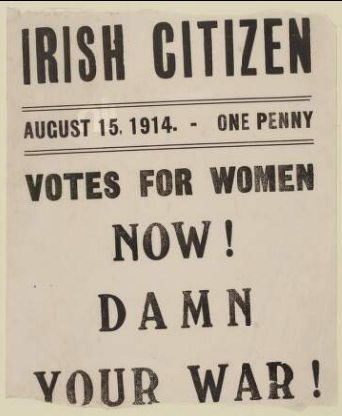 IRISH CITIZEN
AUGUST 15, 1914. - ONE PENNY
VOTES FOR WOMEN
NOW!
DAMN
YOUR WAR!